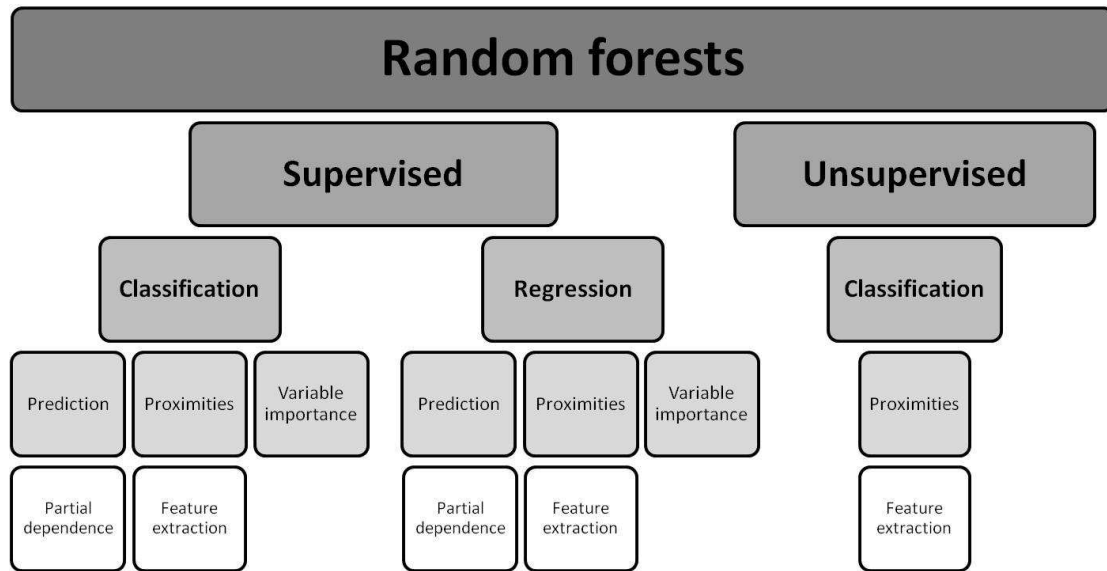 Random forests
Supervised
Unsupervised
Classification
Regression
Classification
Prediction
Proximities
Variable
importance
Prediction
Proximities
Variable
importance
Proximities
Partial
dependence
Feature
extraction
Partial
dependence
Feature
extraction
Feature
extraction